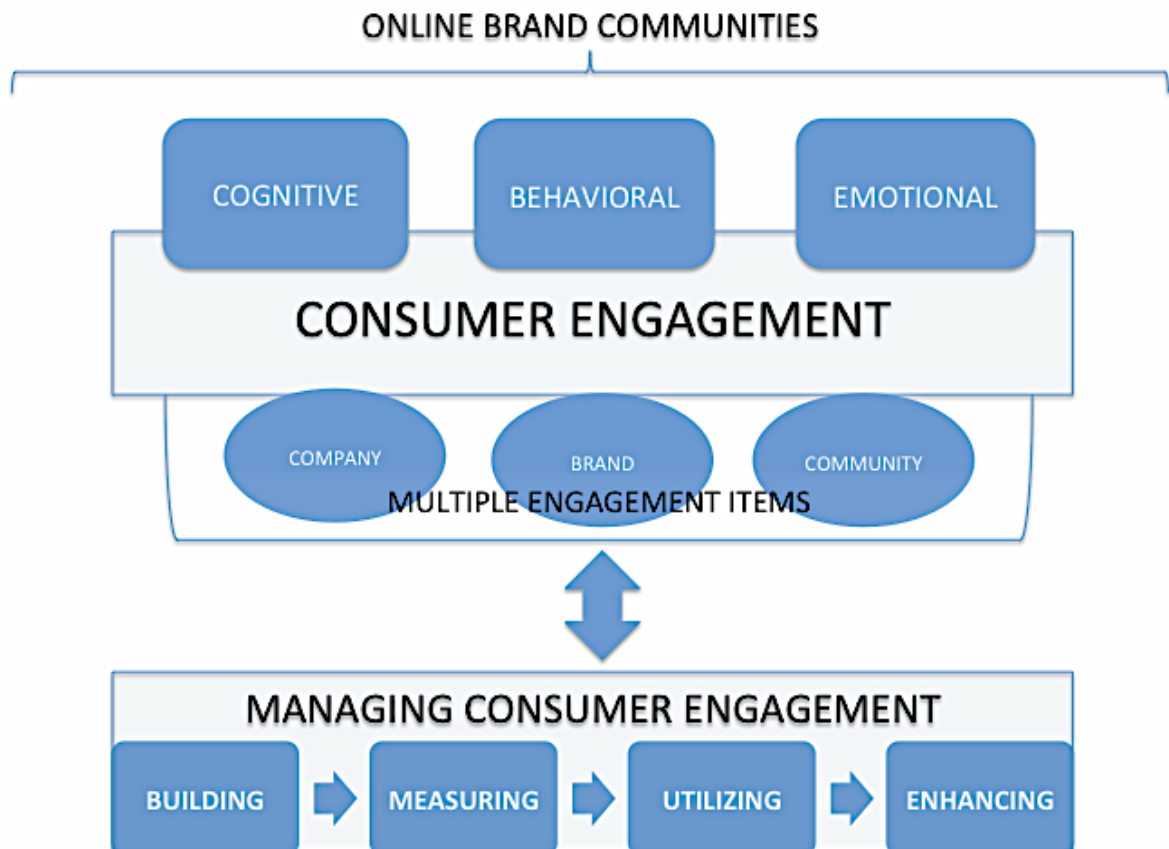 ONLINE BRAND COMMUNITIES
COGNITIVE
BEHAVIORAL
EMOTIONAL
CONSUMER ENGAGEMENT
COMPANY
BRAND
COMMUNITY
MULTIPLE ENGAGEMENT ITEMS
MANAGING CONSUMER ENGAGEMENT
BUILDING
MEASURING
UTILIZING
ENHANCING